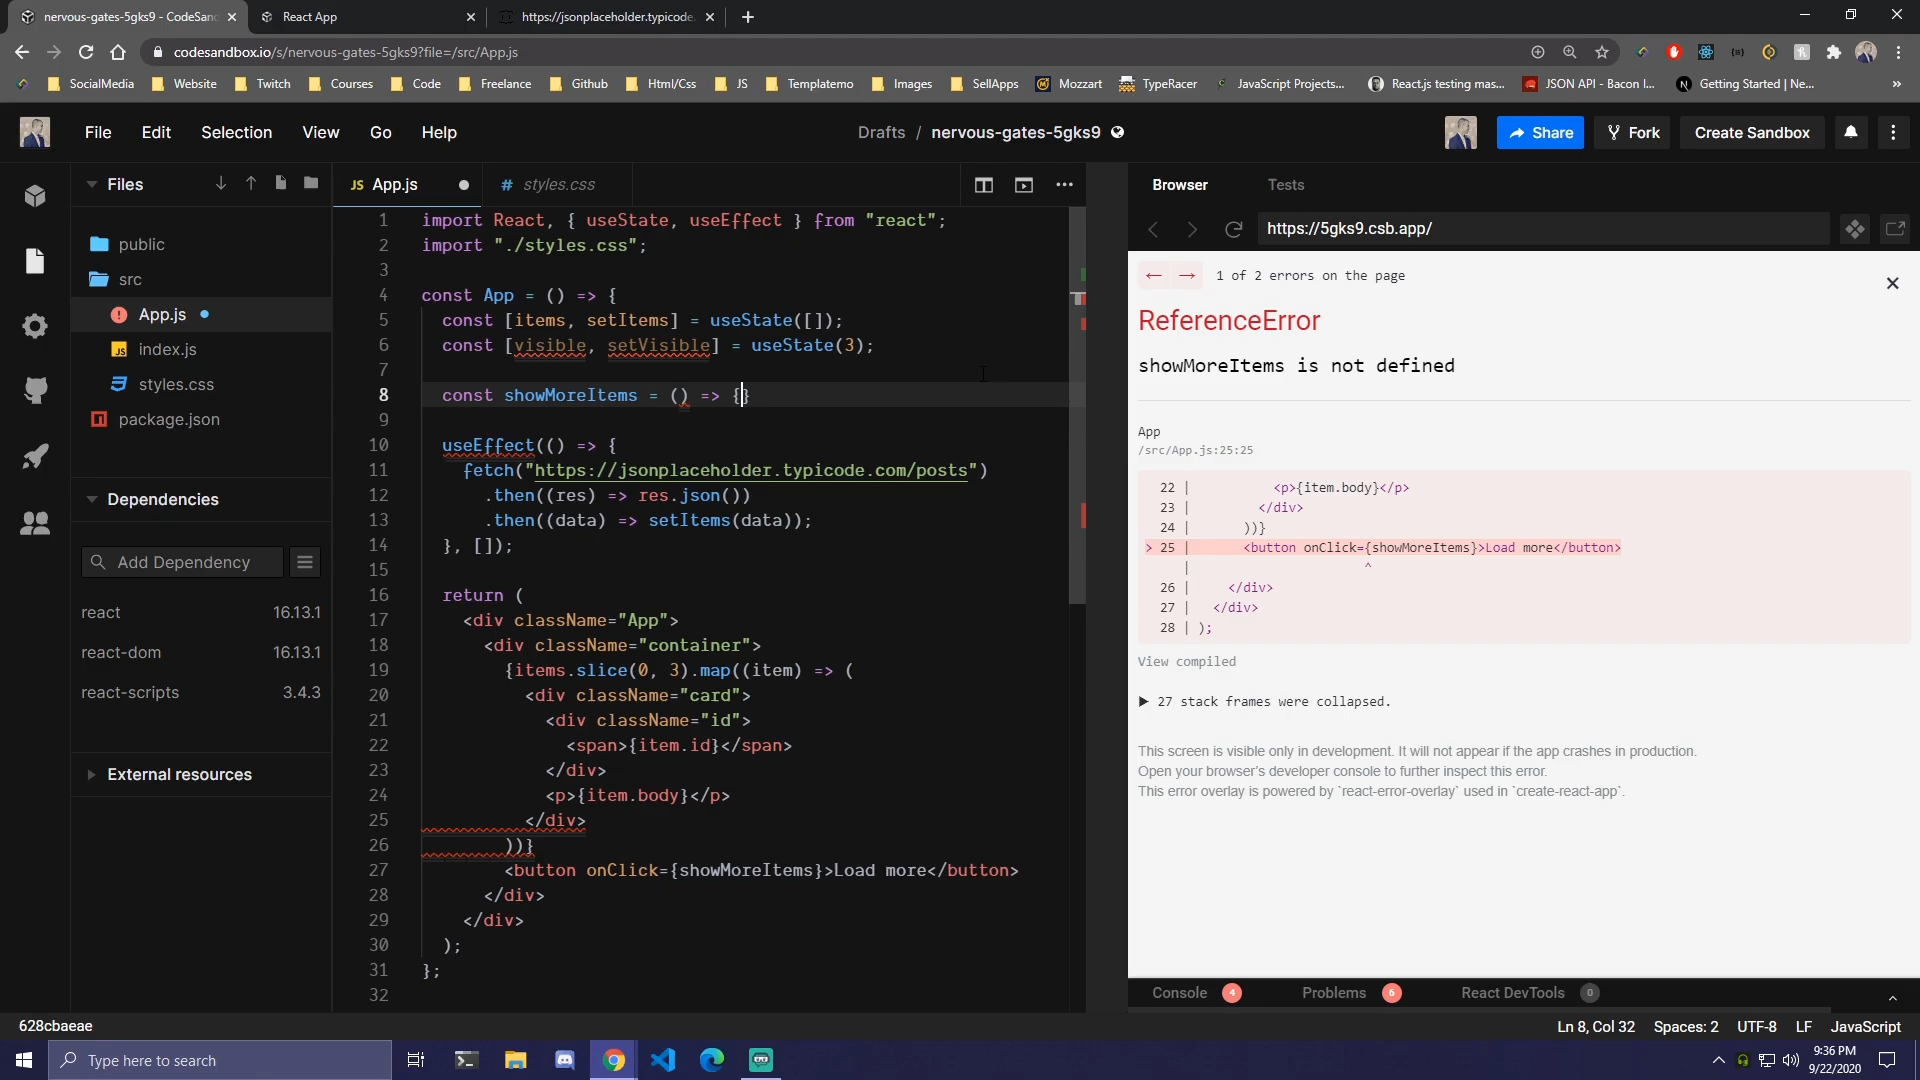 nervous-gates-5gks9 - CodeSan
React App
https://jsonplaceholder.typicode.
codesandbox.io/s/nervous-gates-5gks9?file=/src/App.js
SocialMedia
Website
Twitch
Courses
Code
Freelance
Github
Html/Css
JS
Templatemo
Images
SellApps
Mozzart
TypeRacer
JavaScript Projects...
React.js testing mas...
JSON API - Bacon I...
Getting Started | Ne...
»
File
Edit
Selection
View
Go
Help
Drafts / nervous-gates-5gks9
Share
Fork
Create Sandbox
Files
public
src
App.js
index.js
styles.css
package.json
Dependencies
Add Dependency
react 16.13.1
react-dom 16.13.1
react-scripts 3.4.3
External resources
JS App.js
# styles.css
1 import React, { useState, useEffect } from "react";
2 import "./styles.css";
3
4 const App = () => {
5 const [items, setItems] = useState([]);
6 const [visible, setVisible] = useState(3);
7
8 const showMoreItems = () => {}
9
10 useEffect(() => {
11 fetch("https://jsonplaceholder.typicode.com/posts")
12 .then((res) => res.json())
13 .then((data) => setItems(data));
14 }, []);
15
16 return (
17 <div className="App">
18 <div className="container">
19 {items.slice(0, 3).map((item) => (
20 <div className="card">
21 <div className="id">
22 <span>{item.id}</span>
23 </div>
24 <p>{item.body}</p>
25 </div>
26 ))}
27 <button onClick={showMoreItems}>Load more</button>
28 </div>
29 </div>
30 );
31 };
32
Browser
Tests
https://5gks9.csb.app/
← → 1 of 2 errors on the page
ReferenceError
showMoreItems is not defined
App
/src/App.js:25:25
22 | <p>{item.body}</p>
23 | </div>
24 | ))}
> 25 | <button onClick={showMoreItems}>Load more</button>
| ^
26 | </div>
27 | </div>
28 | );
View compiled
▶ 27 stack frames were collapsed.
This screen is visible only in development. It will not appear if the app crashes in production.
Open your browser's developer console to further inspect this error.
This error overlay is powered by `react-error-overlay` used in `create-react-app`.
Console 4
Problems 6
React DevTools 0
628cbaeae
Ln 8, Col 32
Spaces: 2
UTF-8
LF
JavaScript
Type here to search
9:36 PM
9/22/2020